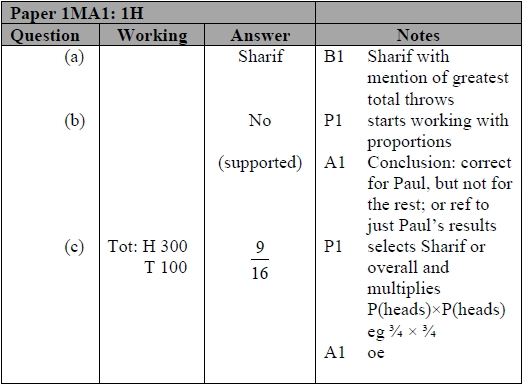 Paper 1MA1: 1H
Question Working Answer Notes
(a) Sharif B1 Sharif with
mention of greatest
total throws
(b) No P1 starts working with
proportions
(supported) A1 Conclusion: correct
for Paul, but not for
the rest; or ref to
just Paul’s results
(c) Tot: H 300 9/16 P1 selects Sharif or
T 100 overall and
multiplies
P(heads)×P(heads)
eg ¾ × ¾
A1 oe